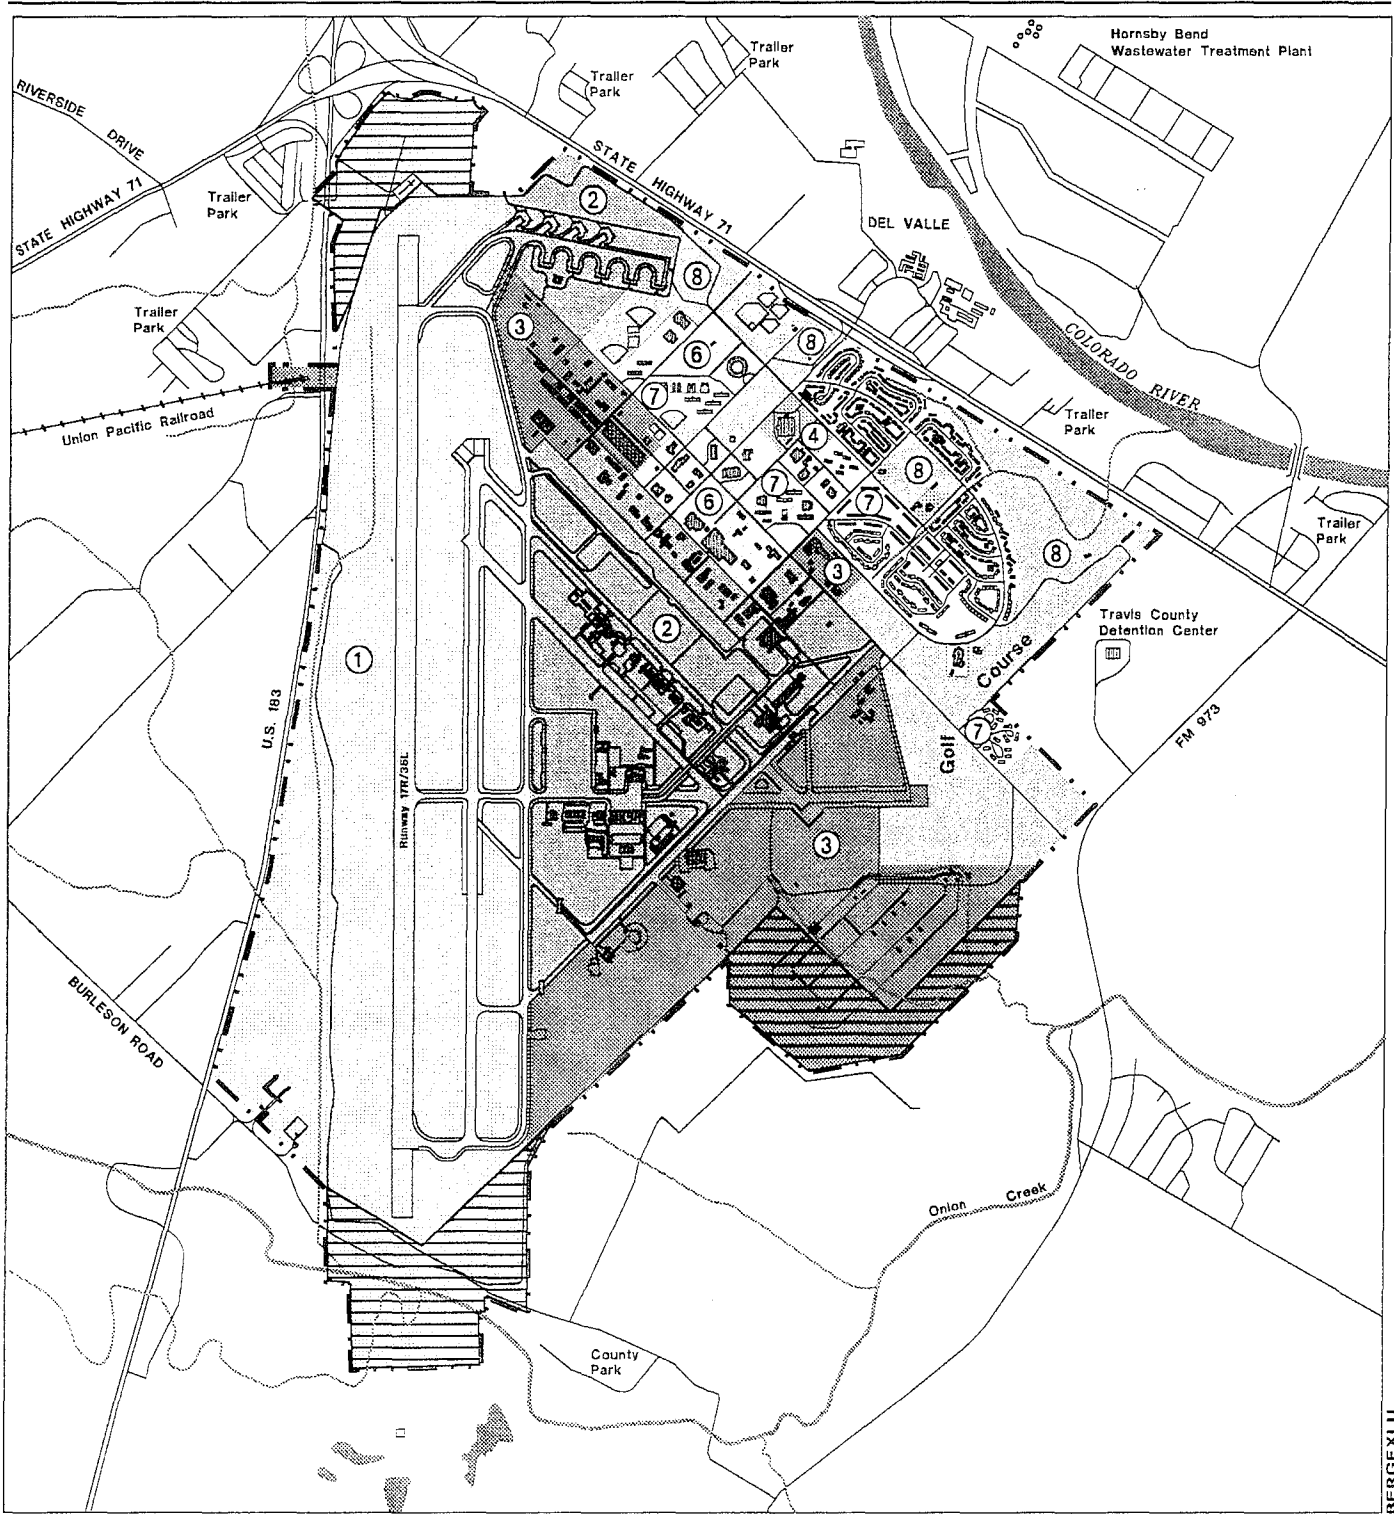 Hornsby Bend
Wastewater Treatment Plant
Trailer
Park
Trailer
Park
RIVERSIDE DRIVE
STATE HIGHWAY 71
STATE HIGHWAY 71
Trailer
Park
2
DEL VALLE
8
Trailer
Park
3
8
6
COLORADO RIVER
7
Union Pacific Railroad
4
Trailer
Park
8
7
6
7
Trailer
Park
8
3
Travis County
Detention Center
2
1
Golf Course
U.S. 183
7
FM 973
Runway 17R/35L
3
BURLESON ROAD
Onion Creek
County
Park